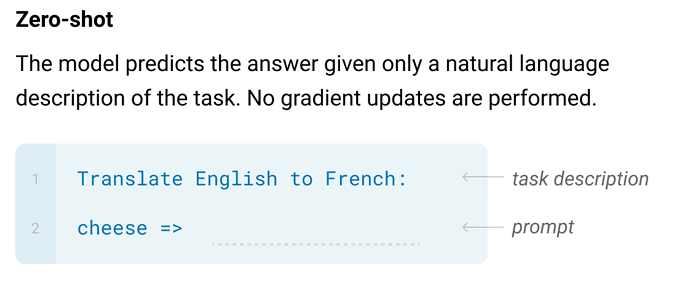 Zero-shot
The model predicts the answer given only a natural language
description of the task. No gradient updates are performed.
1 Translate English to French: task description
2 cheese => prompt